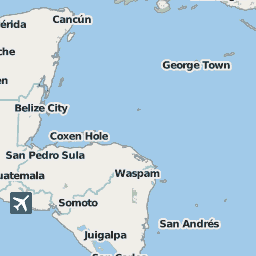 érida
Cancún
che
George Town
en
Belize City
Coxen Hole
San Pedro Sula
uatemala
Waspam
Somoto
San Andrés
Juigalpa